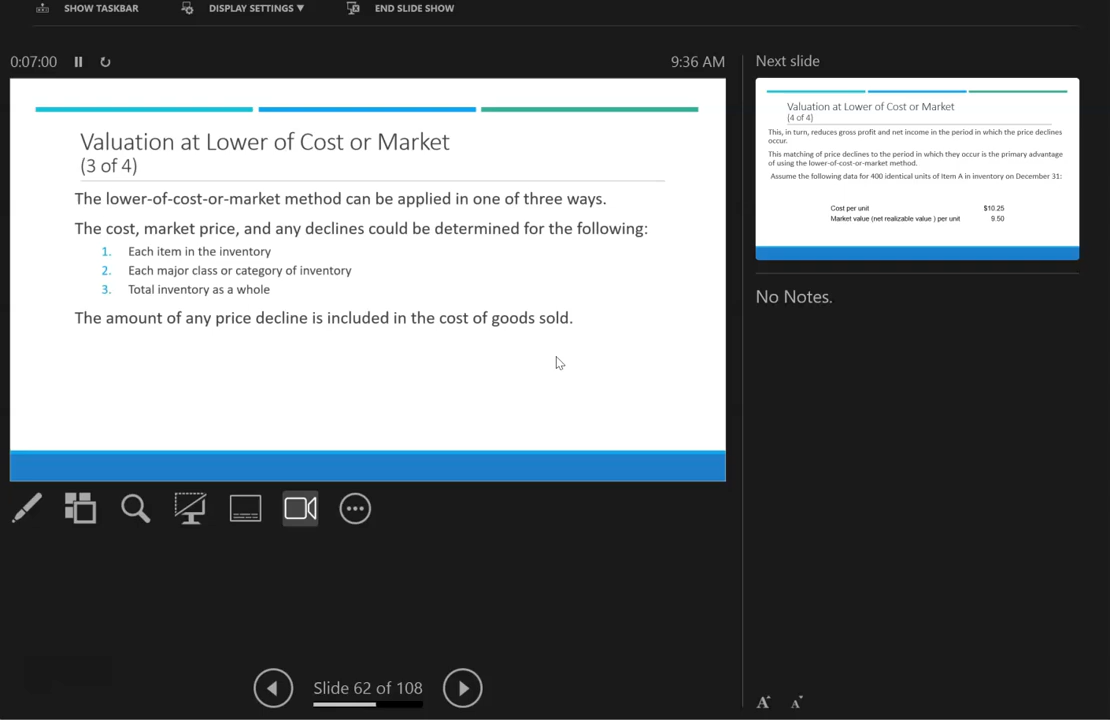 SHOW TASKBAR DISPLAY SETTINGS ▼ END SLIDE SHOW
0:07:00 9:36 AM
Valuation at Lower of Cost or Market
(3 of 4)
The lower-of-cost-or-market method can be applied in one of three ways.
The cost, market price, and any declines could be determined for the following:
1. Each item in the inventory
2. Each major class or category of inventory
3. Total inventory as a whole
The amount of any price decline is included in the cost of goods sold.
Slide 62 of 108
Next slide
Valuation at Lower of Cost or Market
(4 of 4)
This, in turn, reduces gross profit and net income in the period in which the price declines
occur.
This matching of price declines to the period in which they occur is the primary advantage
of using the lower-of-cost-or-market method.
Assume the following data for 400 identical units of Item A in inventory on December 31:
Cost per unit $10.25
Market value (net realizable value ) per unit 9.50
No Notes.
A A